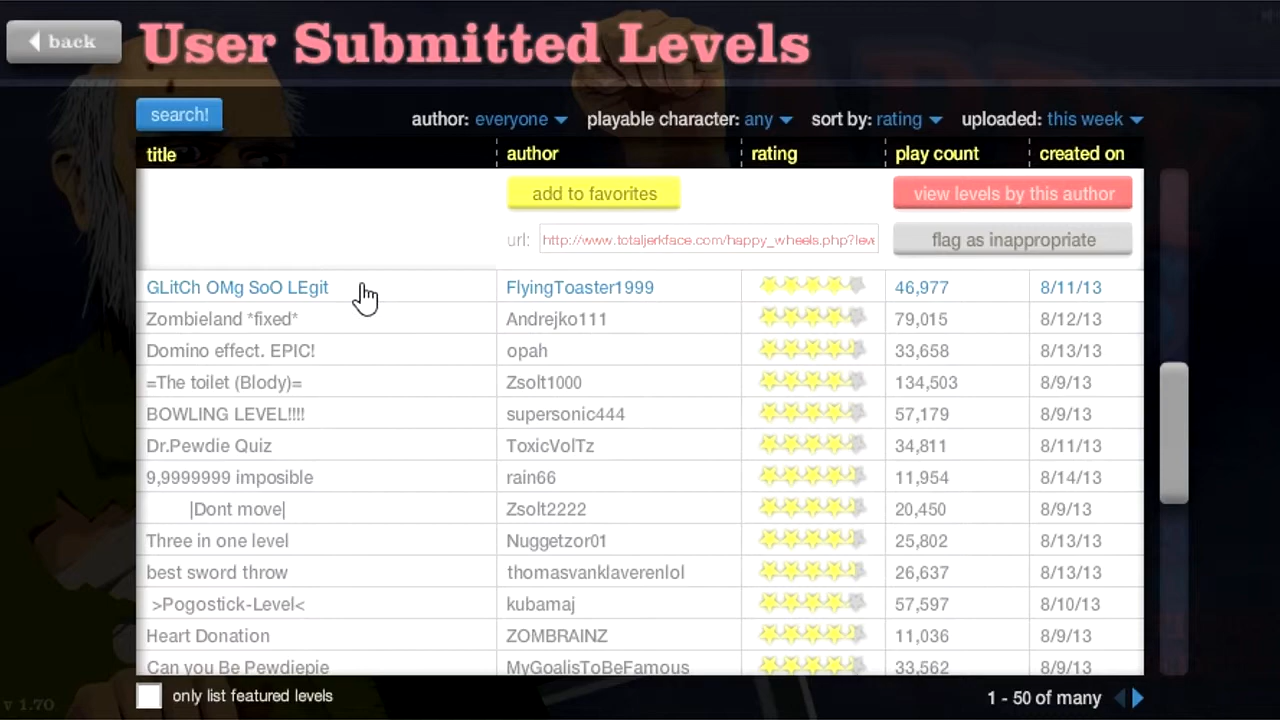 back
User Submitted Levels
search! author: everyone playable character: any sort by: rating uploaded: this week
title author rating play count created on
add to favorites view levels by this author
url: http://www.totaljerkface.com/happy_wheels.php?leve flag as inappropriate
GLitCh OMg SoO LEgit FlyingToaster1999 46,977 8/11/13
Zombieland *fixed* Andrejko111 79,015 8/12/13
Domino effect. EPIC! opah 33,658 8/13/13
=The toilet (Blody)= Zsolt1000 134,503 8/9/13
BOWLING LEVEL!!!! supersonic444 57,179 8/9/13
Dr.Pewdie Quiz ToxicVolTz 34,811 8/11/13
9,9999999 imposible rain66 11,954 8/14/13
|Dont move| Zsolt2222 20,450 8/9/13
Three in one level Nuggetzor01 25,802 8/13/13
best sword throw thomasvanklaverenlol 26,637 8/13/13
>Pogostick-Level< kubamaj 57,597 8/10/13
Heart Donation ZOMBRAINZ 11,036 8/9/13
Can you Be Pewdiepie MyGoalisToBeFamous 33,562 8/9/13
only list featured levels 1 - 50 of many
v 1.70